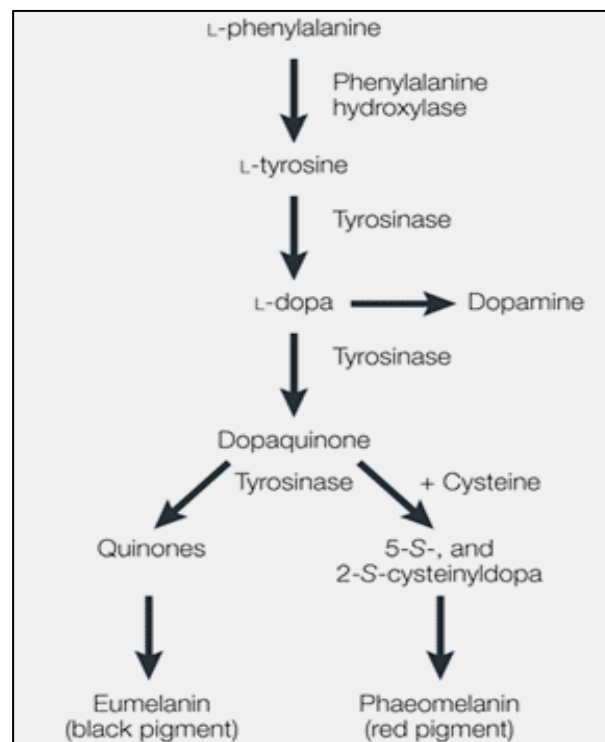 L-phenylalanine
Phenylalanine
hydroxylase
L-tyrosine
Tyrosinase
L-dopa
Dopamine
Tyrosinase
Dopaquinone
Tyrosinase
+ Cysteine
Quinones
5-S-, and
2-S-cysteinyldopa
Eumelanin
(black pigment)
Phaeomelanin
(red pigment)